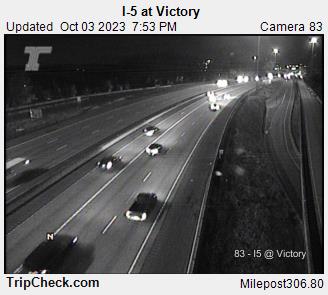 I-5 at Victory
Updated Oct 03 2023 7:53 PM Camera 83
T
N
83 - I5 @ Victory
TripCheck.com Milepost306.80